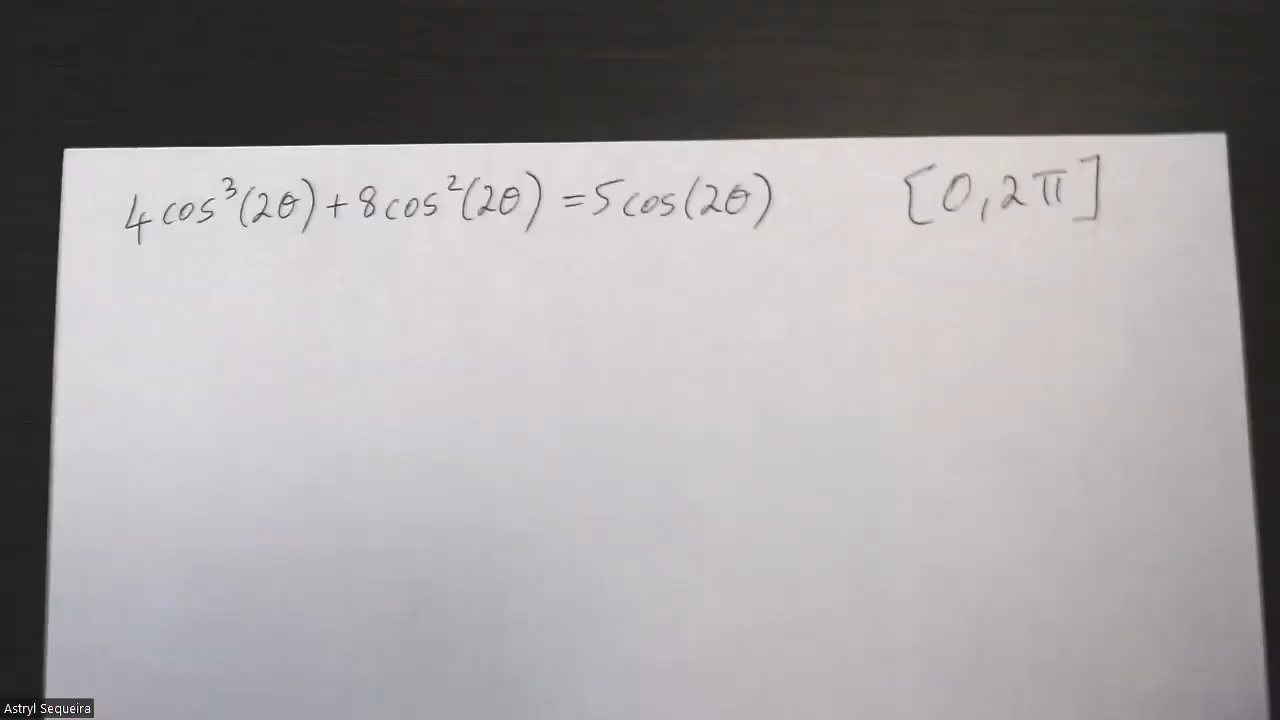 4cos³(2θ) + 8cos²(2θ) = 5cos(2θ) [0, 2π]
Astryl Sequeira